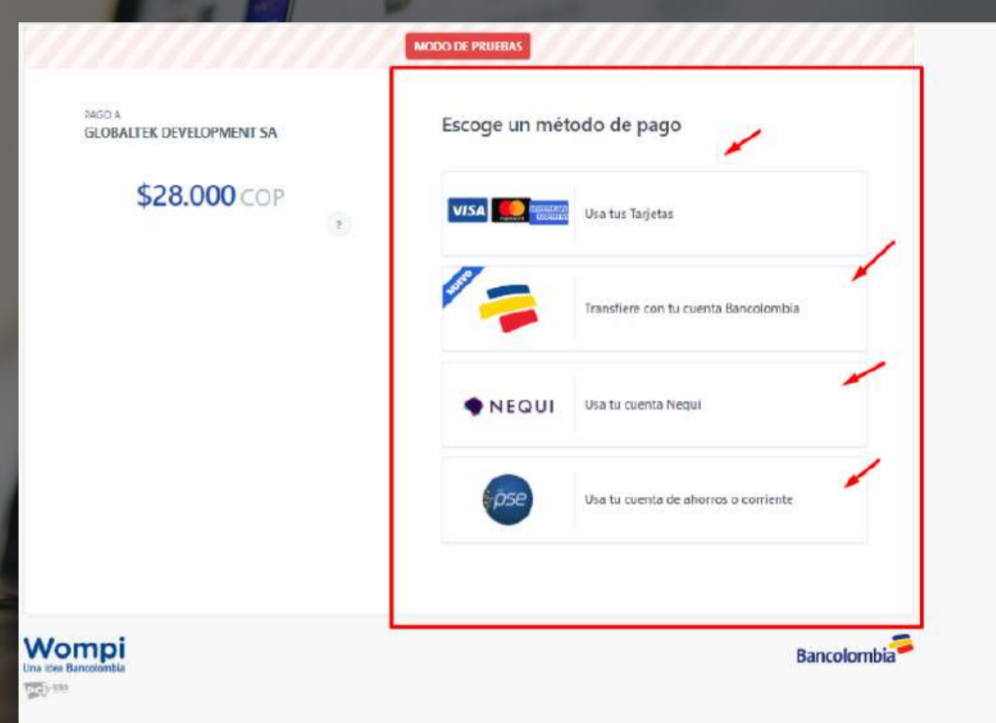 MODO DE PRUEBAS
PAGO A
GLOBALTEK DEVELOPMENT SA
$28.000 COP
?
Escoge un método de pago
VISA
Usa tus Tarjetas
NUEVO
Transfiere con tu cuenta Bancolombia
NEQUI
Usa tu cuenta Nequi
pse
Usa tu cuenta de ahorros o corriente
Wompi
Una idea Bancolombia
PCI
Bancolombia